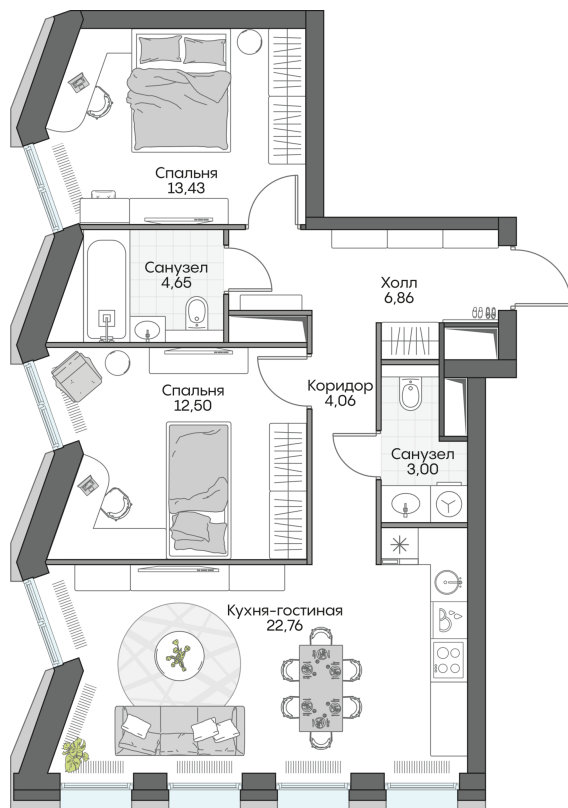 Спальня
13,43
Санузел
4,65
Холл
6,86
Спальня
12,50
Коридор
4,06
Санузел
3,00
Кухня-гостиная
22,76